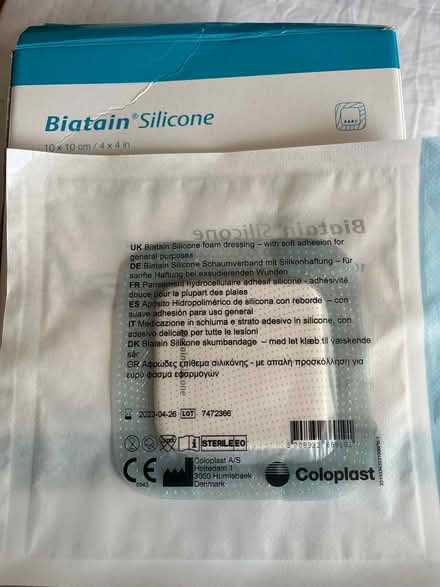 Biatain® Silicone
10 x 10 cm / 4 x 4 in
Biatain Silicone
UK Biatain Silicone foam dressing – with soft adhesion for
general purposes
DE Biatain Silicone Schaumverband mit Silikonhaftung – für
sanfte Haftung bei exsudierenden Wunden
FR Pansement hydrocellulaire adhésif siliconé - adhésivité
douce pour la plupart des plaies
ES Apósito Hidropolimérico de silicona con reborde – con
suave adhesión para uso general
IT Medicazione in schiuma e strato adesivo in silicone, con
adesivo delicato per tutte le lesioni
DK Biatain Silicone skumbandage – med let klæb til væskende
sår
GR Αφρώδες επίθεμα σιλικόνης - με απαλή προσκόλληση για
ευρύ φάσμα εφαρμογών
2023-04-26 LOT 7472366
STERILE EO
CE
0043
Coloplast A/S
Holtedam 1
3050 Humlebaek
Denmark
Coloplast